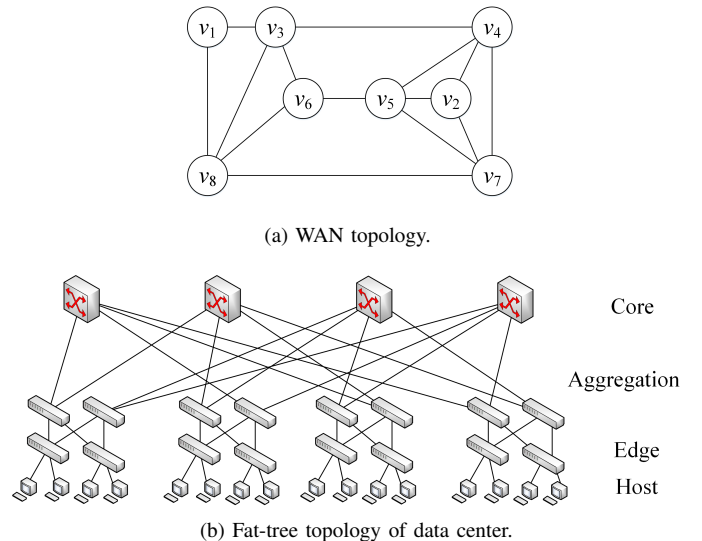 v1 v3 v4
v6 v5 v2
v8 v7
(a) WAN topology.
Core
Aggregation
Edge
Host
(b) Fat-tree topology of data center.